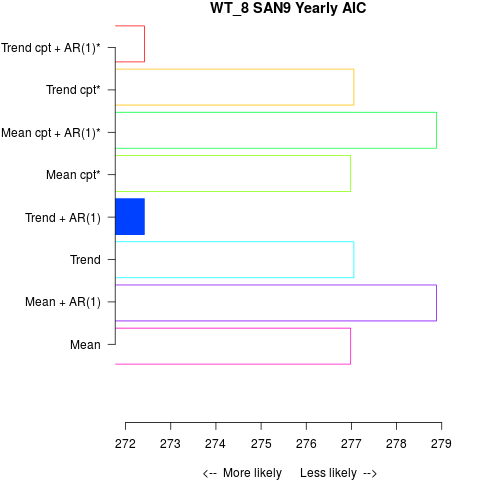 WT_8 SAN9 Yearly AIC
Trend cpt + AR(1)*
Trend cpt*
Mean cpt + AR(1)*
Mean cpt*
Trend + AR(1)
Trend
Mean + AR(1)
Mean
272 273 274 275 276 277 278 279
<-- More likely Less likely -->